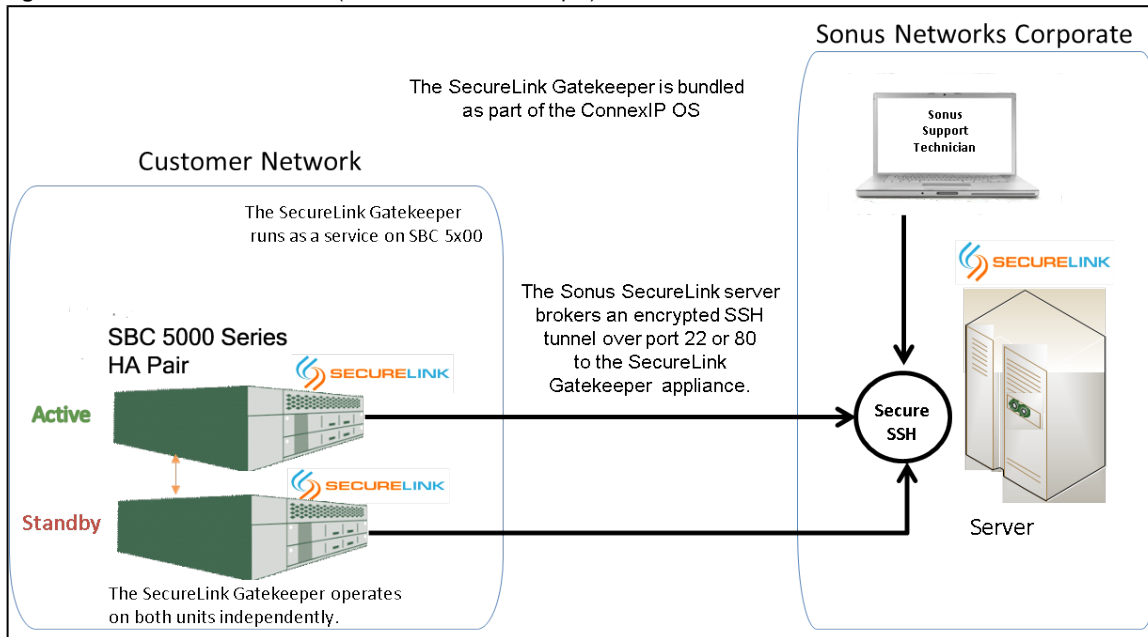 Sonus Networks Corporate
The SecureLink Gatekeeper is bundled
as part of the ConnexIP OS
Sonus
Support
Technician
Customer Network
The SecureLink Gatekeeper
runs as a service on SBC 5x00
SECURELINK
The Sonus SecureLink server
brokers an encrypted SSH
tunnel over port 22 or 80
to the SecureLink
Gatekeeper appliance.
SBC 5000 Series
HA Pair
SECURELINK
Active
Secure
SSH
SECURELINK
Standby
Server
The SecureLink Gatekeeper operates
on both units independently.